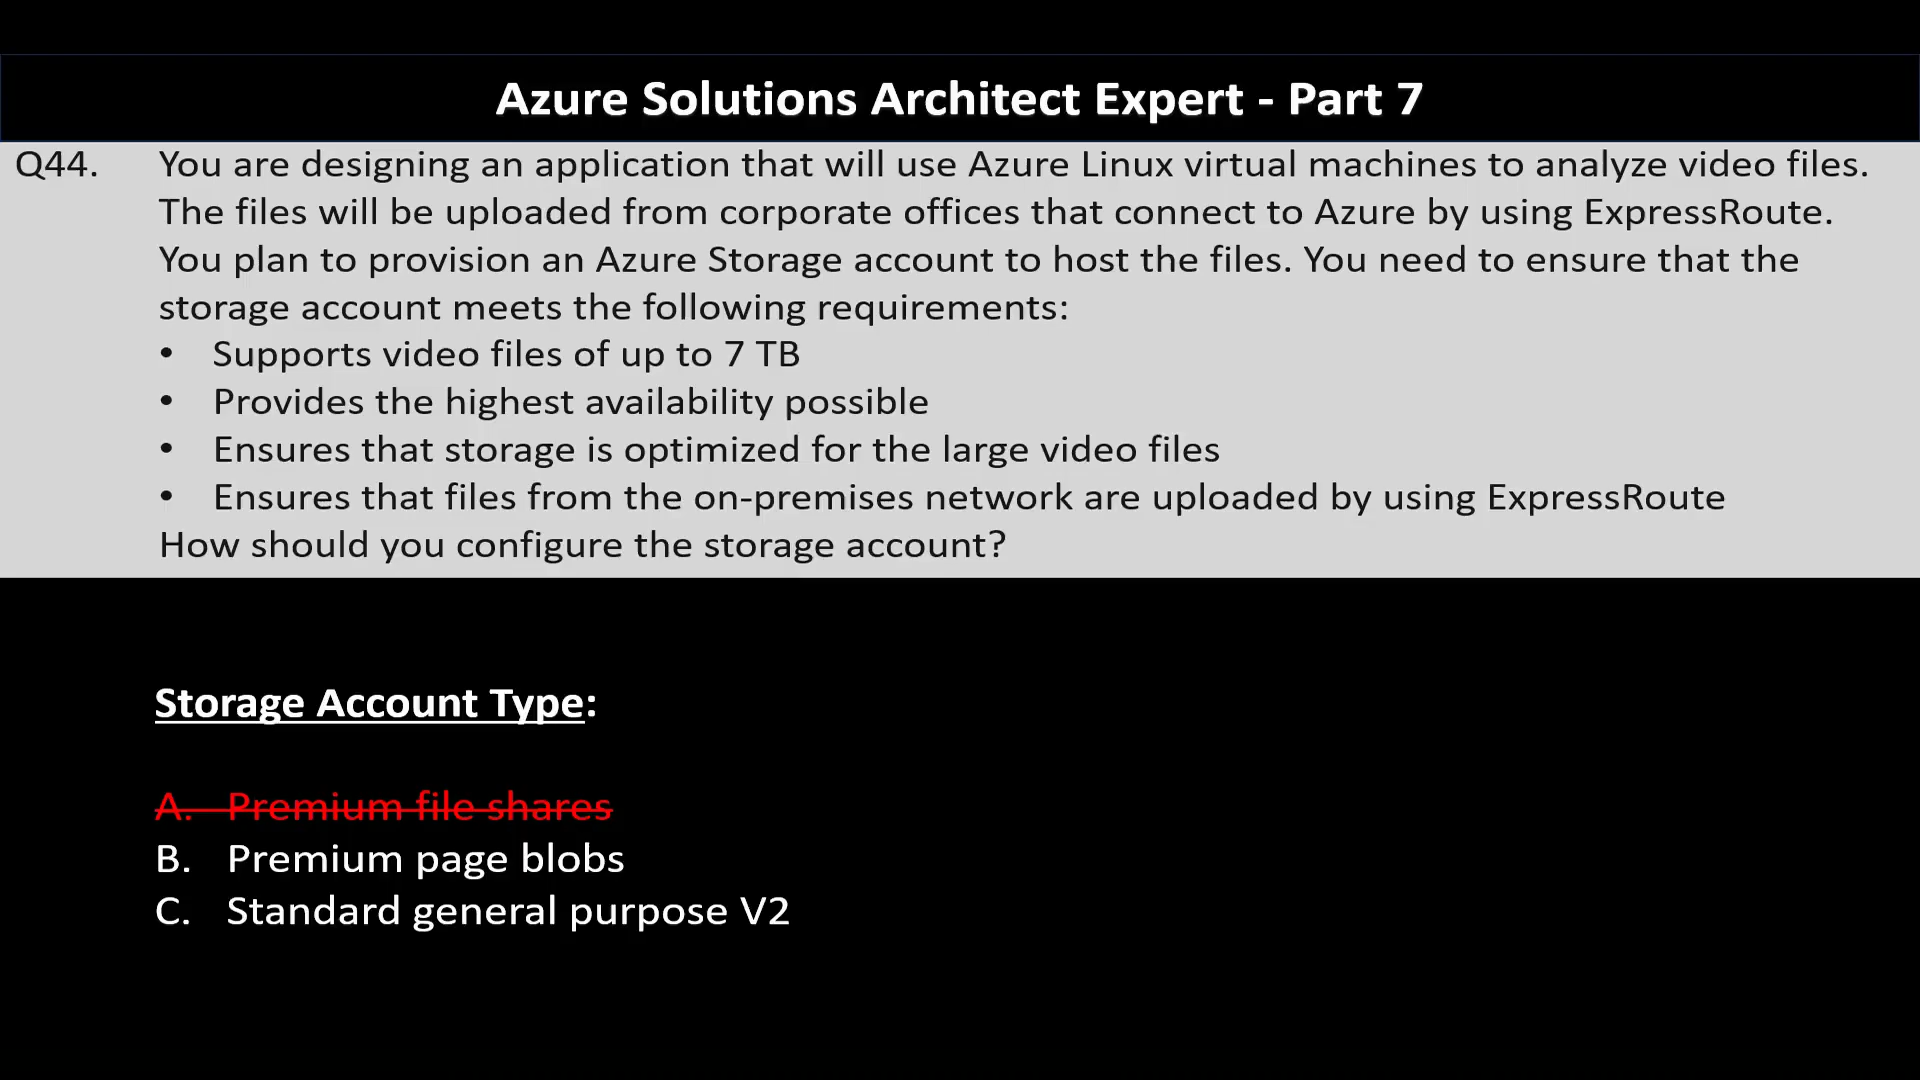 Azure Solutions Architect Expert - Part 7
Q44. You are designing an application that will use Azure Linux virtual machines to analyze video files.
The files will be uploaded from corporate offices that connect to Azure by using ExpressRoute.
You plan to provision an Azure Storage account to host the files. You need to ensure that the
storage account meets the following requirements:
• Supports video files of up to 7 TB
• Provides the highest availability possible
• Ensures that storage is optimized for the large video files
• Ensures that files from the on-premises network are uploaded by using ExpressRoute
How should you configure the storage account?
Storage Account Type:
A. Premium file shares
B. Premium page blobs
C. Standard general purpose V2